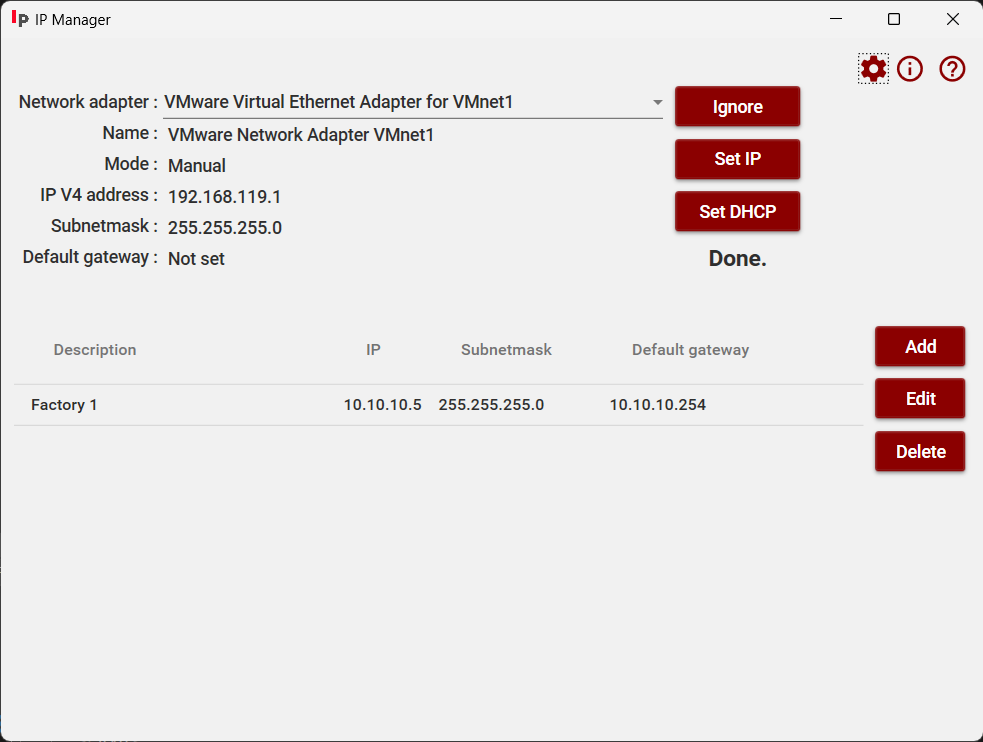 IP IP Manager
Network adapter : VMware Virtual Ethernet Adapter for VMnet1
Ignore
Name : VMware Network Adapter VMnet1
Mode : Manual
Set IP
IP V4 address : 192.168.119.1
Set DHCP
Subnetmask : 255.255.255.0
Default gateway : Not set
Done.
Description IP Subnetmask Default gateway
Add
Factory 1 10.10.10.5 255.255.255.0 10.10.10.254
Edit
Delete